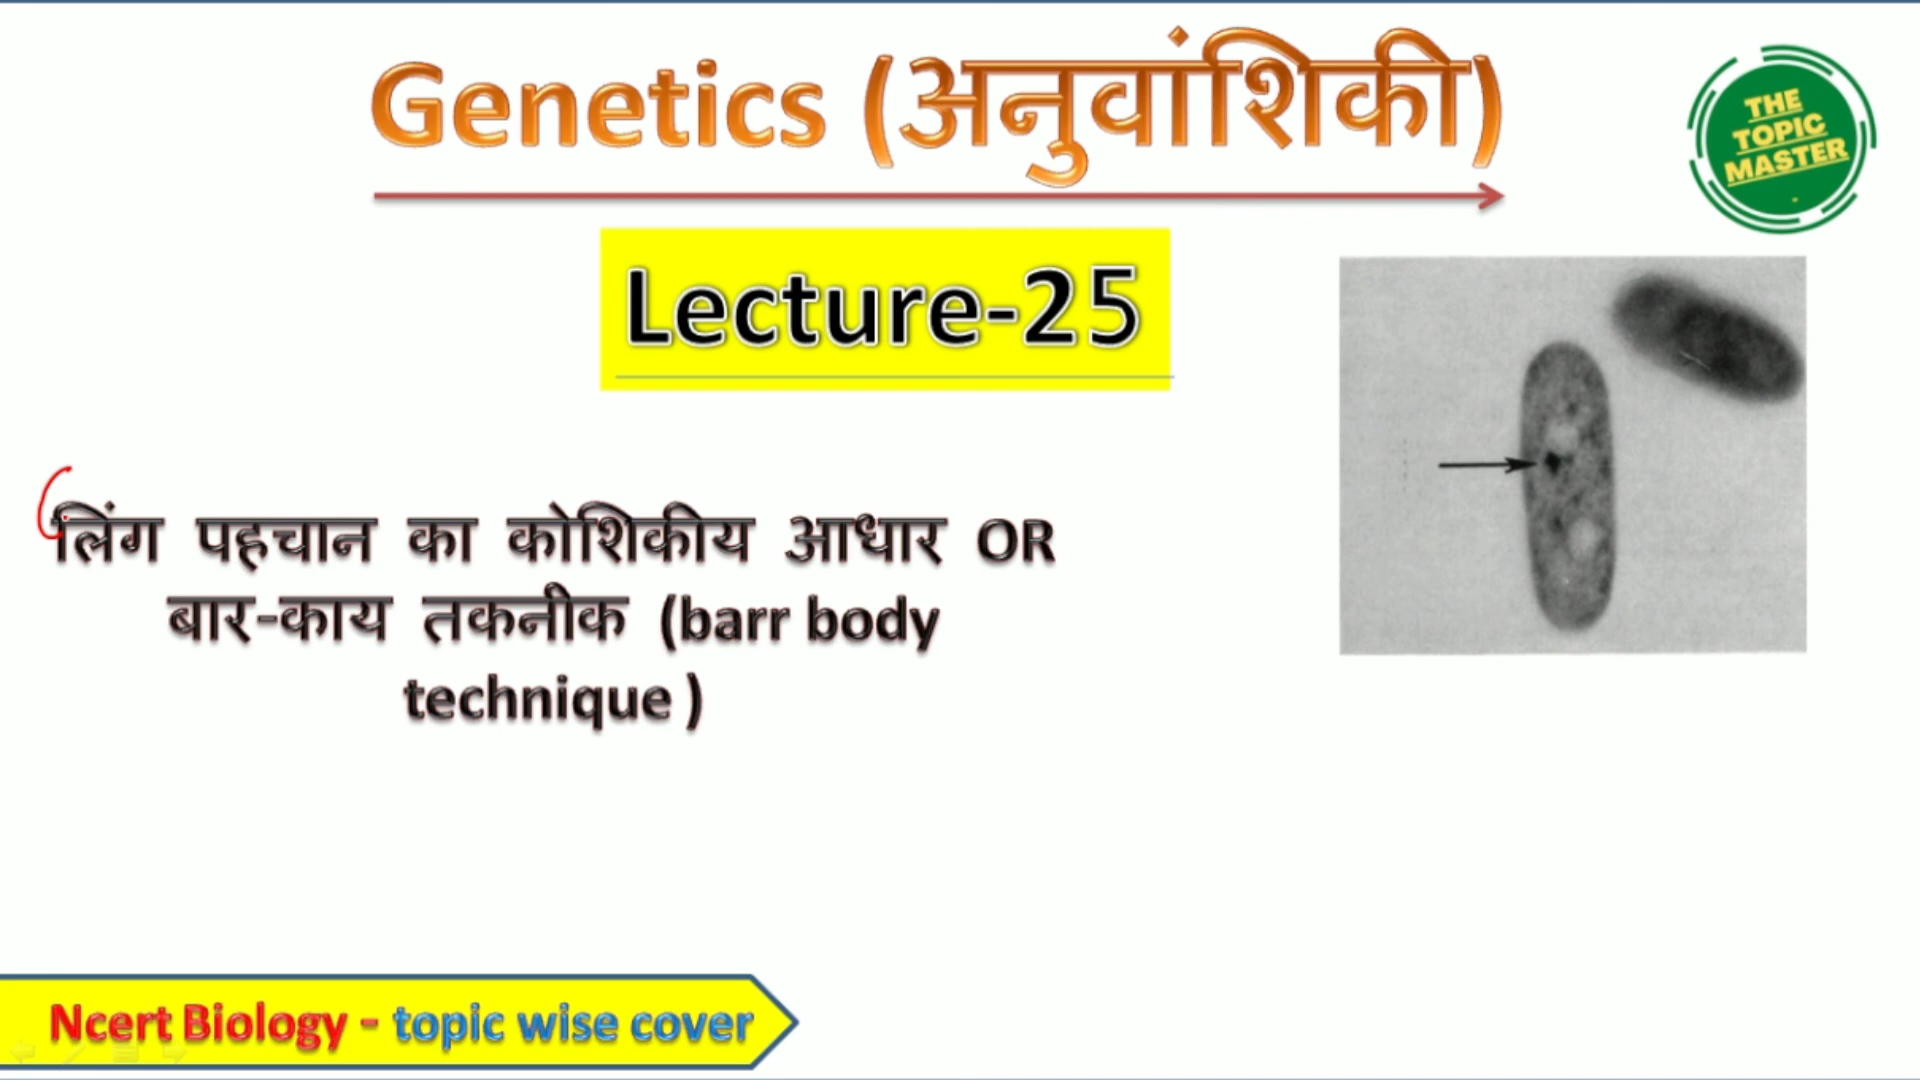 Genetics (अनुवांशिकी)
THE
TOPIC
MASTER
Lecture-25
लिंग पहचान का कोशिकीय आधार OR
बार-काय तकनीक (barr body
technique )
Ncert Biology - topic wise cover